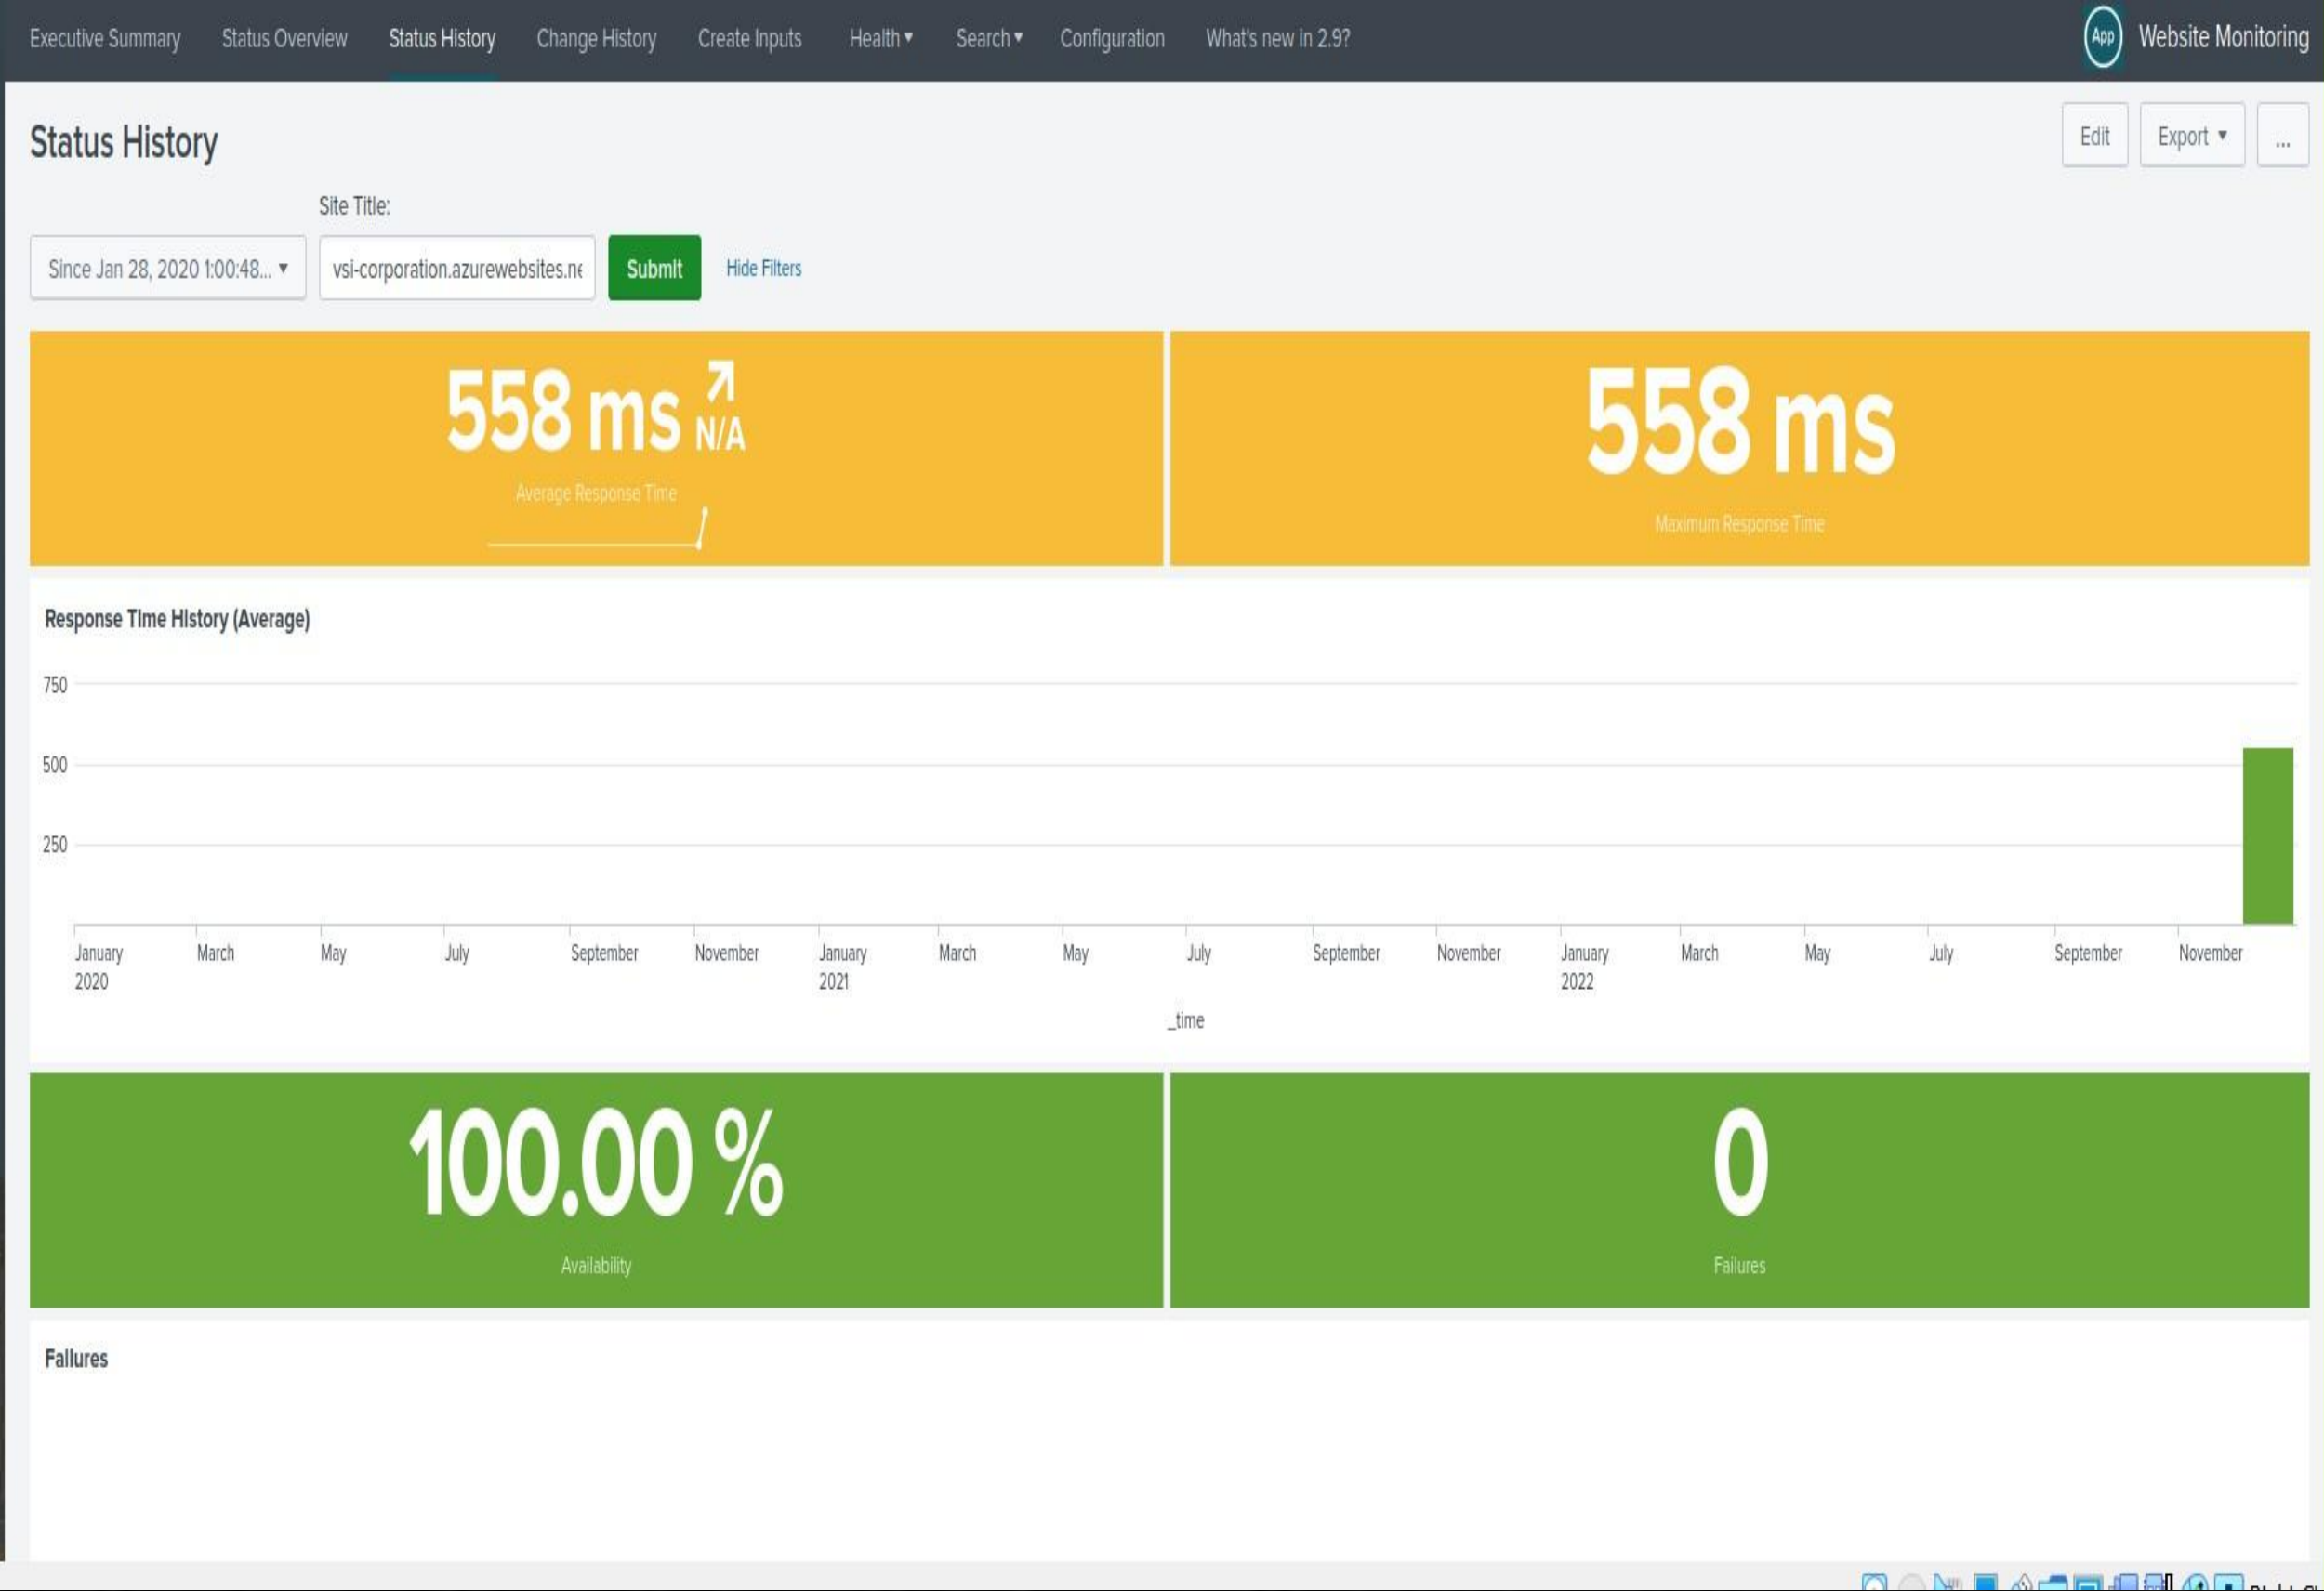 Executive Summary Status Overview Status History Change History Create Inputs Health ▾ Search ▾ Configuration What's new in 2.9? App Website Monitoring
Status History
Edit Export ▾ ...
Site Title:
Since Jan 28, 2020 1:00:48... ▾ vsi-corporation.azurewebsites.ne Submit Hide Filters
558 ms N/A
Average Response Time
558 ms
Maximum Response Time
Response Time History (Average)
750
500
250
January March May July September November January March May July September November January March May July September November
2020 2021 2022
_time
100.00 %
Availability
0
Failures
Failures